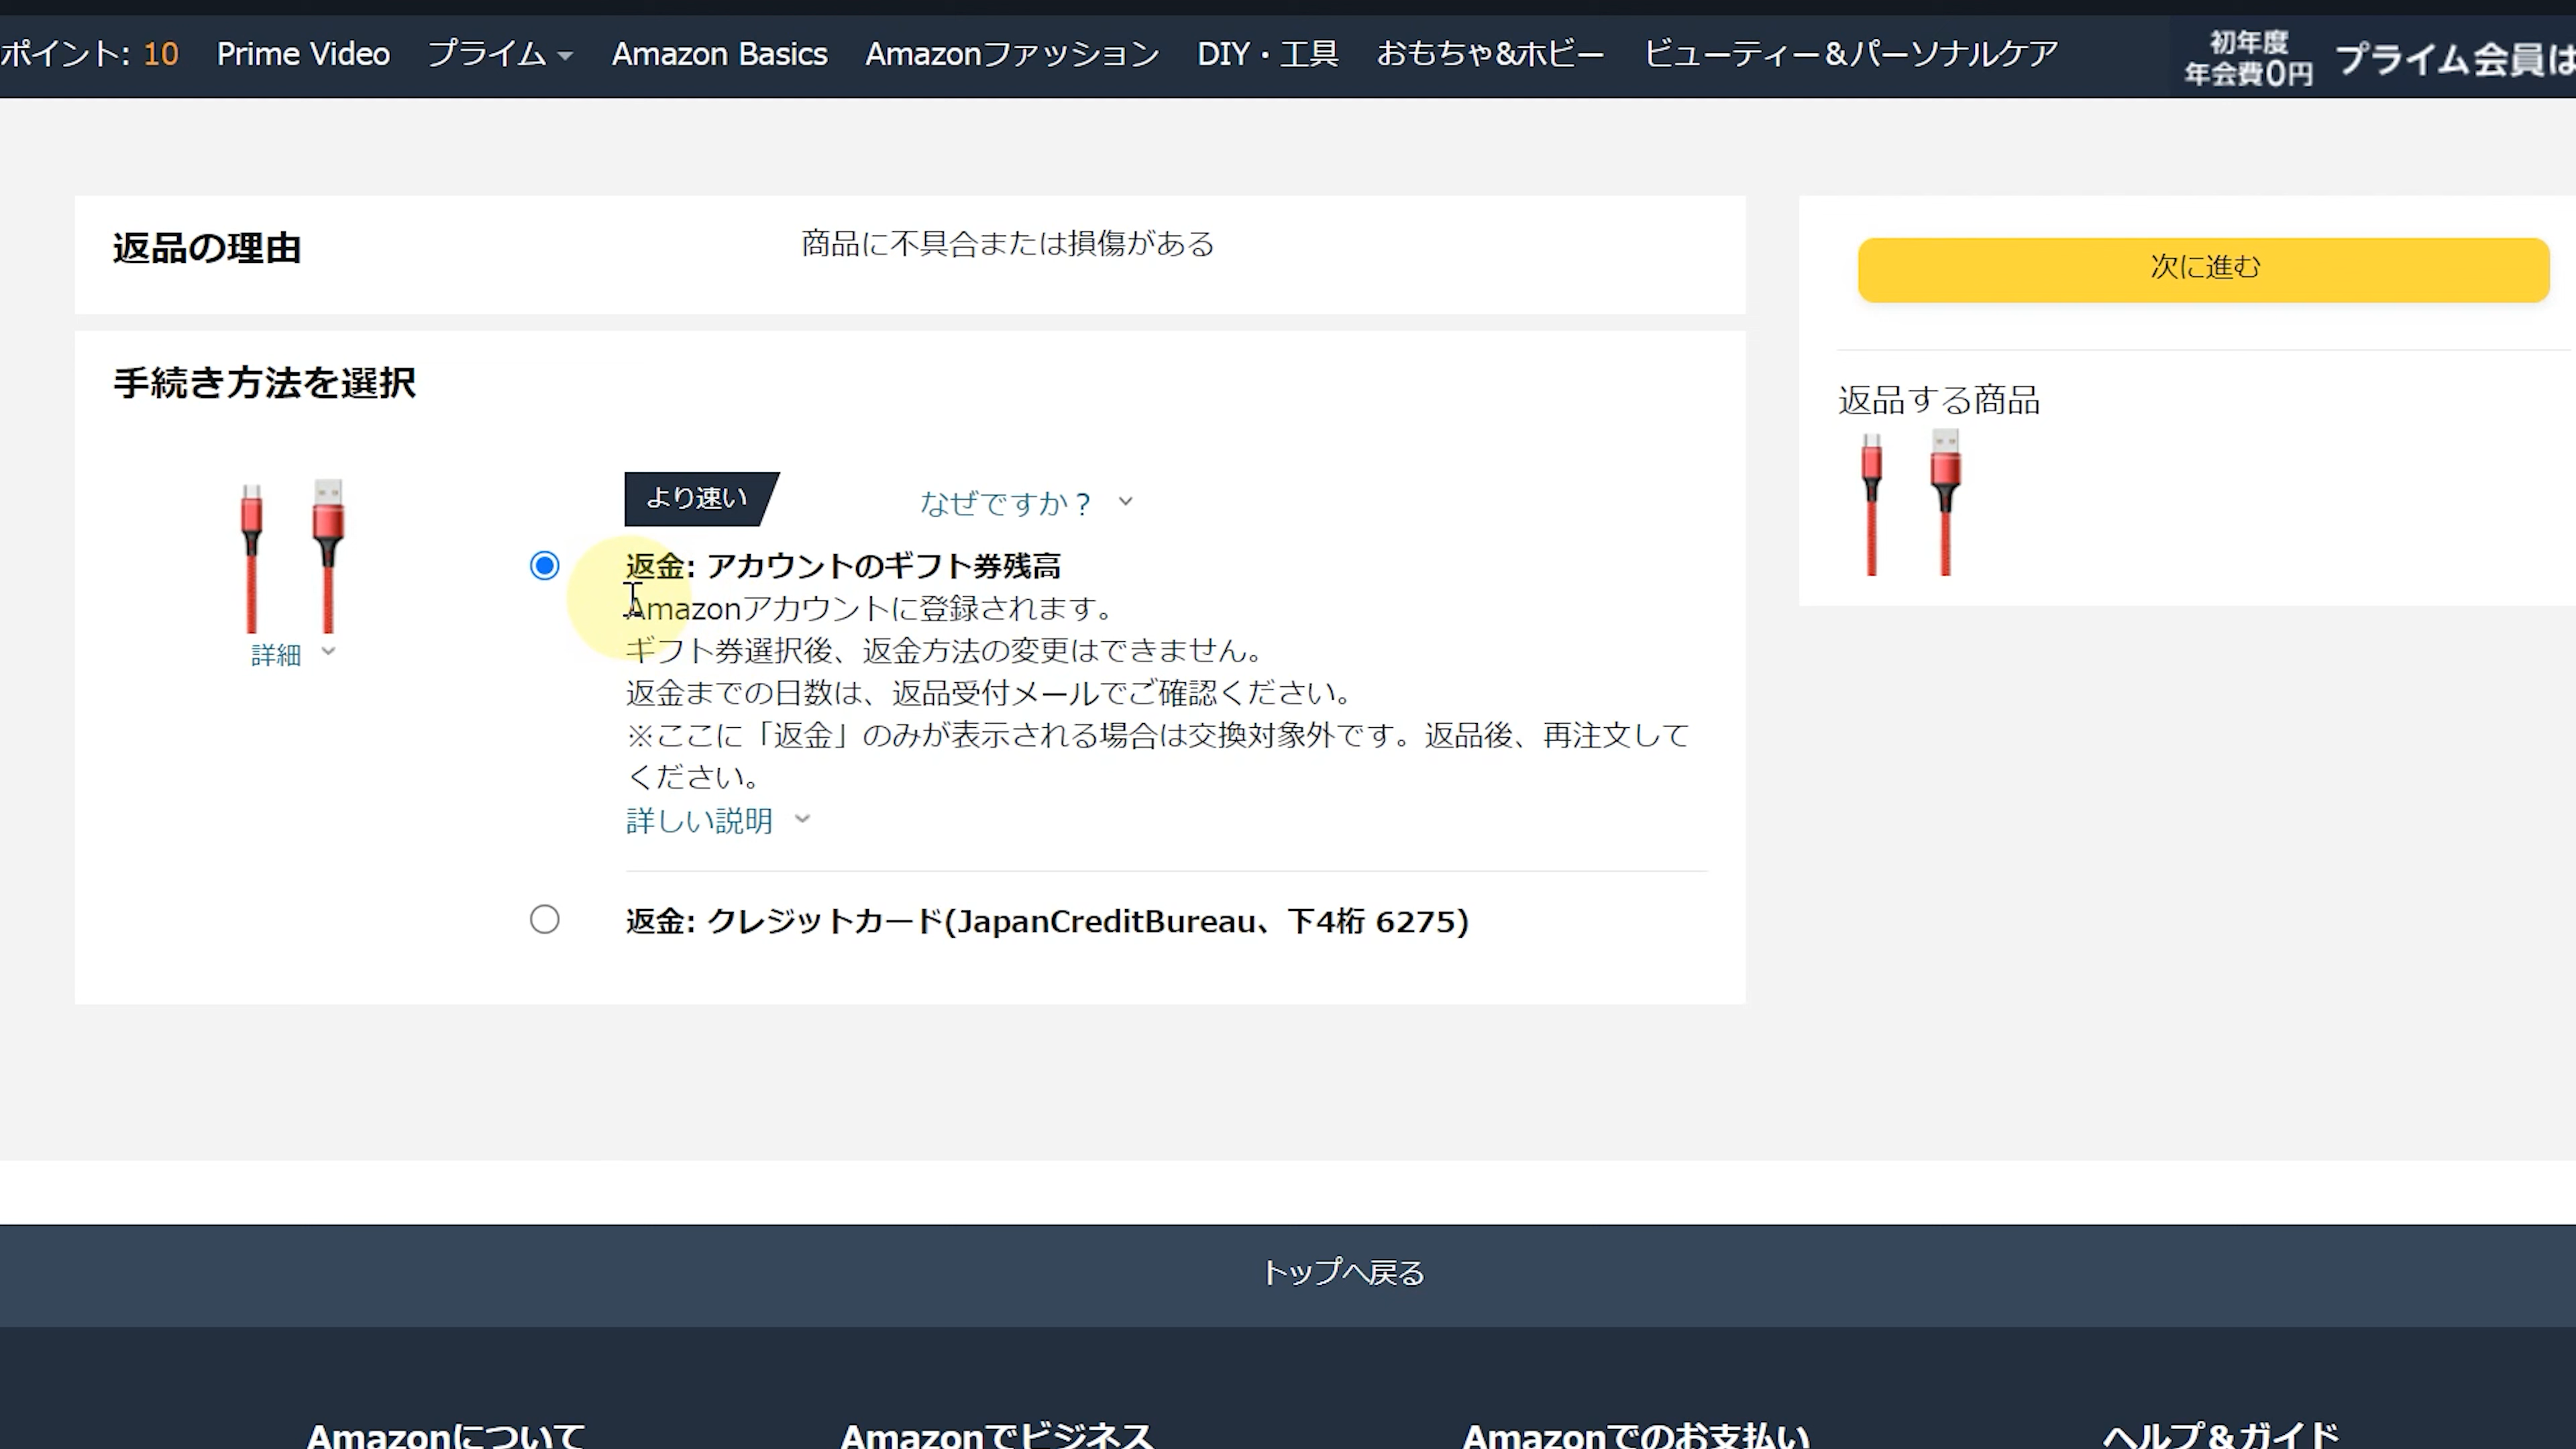 ポイント: 10 Prime Video プライム Amazon Basics Amazonファッション DIY・工具 おもちゃ&ホビー ビューティー&パーソナルケア
初年度
年会費0円 プライム会員は
返品の理由 商品に不具合または損傷がある
次に進む
手続き方法を選択
返品する商品
より速い なぜですか？
返金: アカウントのギフト券残高
Amazonアカウントに登録されます。
ギフト券選択後、返金方法の変更はできません。
詳細
返金までの日数は、返品受付メールでご確認ください。
※ここに「返金」のみが表示される場合は交換対象外です。返品後、再注文して
ください。
詳しい説明
返金: クレジットカード(JapanCreditBureau、下4桁 6275)
トップへ戻る
Amazonについて Amazonでビジネス Amazonでのお支払い ヘルプ＆ガイド